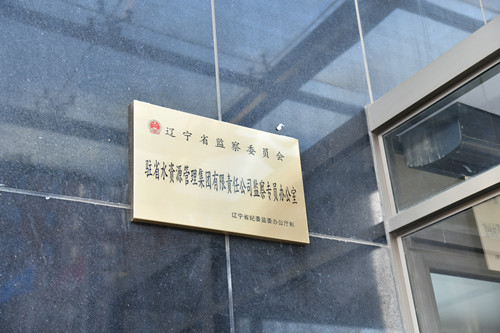 辽宁省监察委员会
驻省水资源管理集团有限责任公司监察专员办公室
辽宁省纪委监委办公厅制